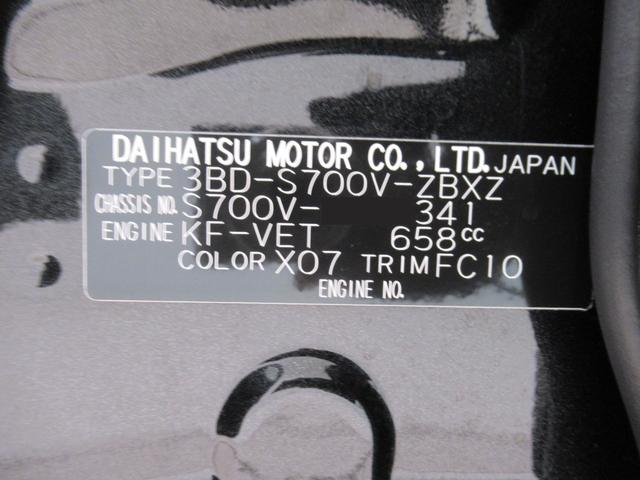 DAIHATSU MOTOR CO., LTD. JAPAN
TYPE 3BD-S700V-ZBXZ
CHASSIS NO. S700V- 341
ENGINE KF-VET 658cc
COLOR X07 TRIM FC10
ENGINE NO.